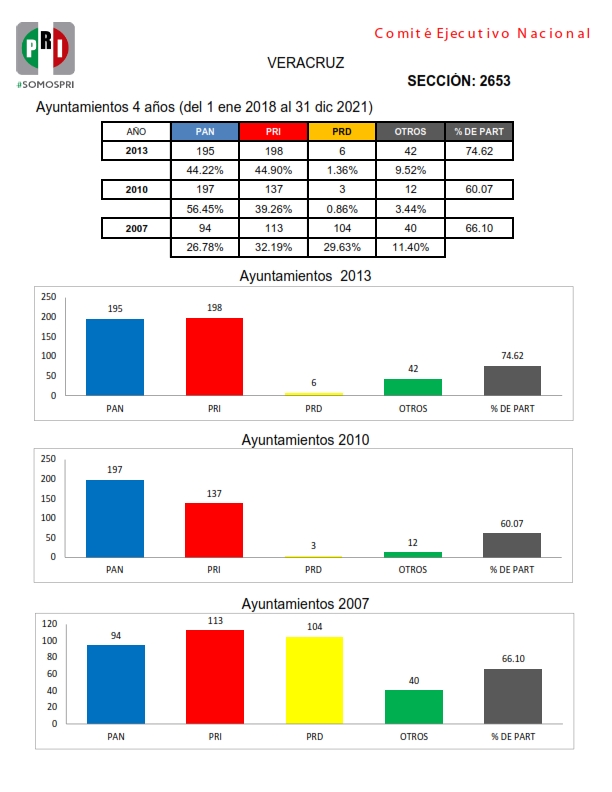 Comité Ejecutivo Nacional
PRI
#SOMOSPRI
VERACRUZ
SECCIÓN: 2653
Ayuntamientos 4 años (del 1 ene 2018 al 31 dic 2021)
AÑO PAN PRI PRD OTROS % DE PART
2013 195 198 6 42 74.62
44.22% 44.90% 1.36% 9.52%
2010 197 137 3 12 60.07
56.45% 39.26% 0.86% 3.44%
2007 94 113 104 40 66.10
26.78% 32.19% 29.63% 11.40%
Ayuntamientos 2013
250
200
150
100
50
0
195 198 6 42 74.62
PAN PRI PRD OTROS % DE PART
Ayuntamientos 2010
250
200
150
100
50
0
197 137 3 12 60.07
PAN PRI PRD OTROS % DE PART
Ayuntamientos 2007
120
100
80
60
40
20
0
94 113 104 40 66.10
PAN PRI PRD OTROS % DE PART